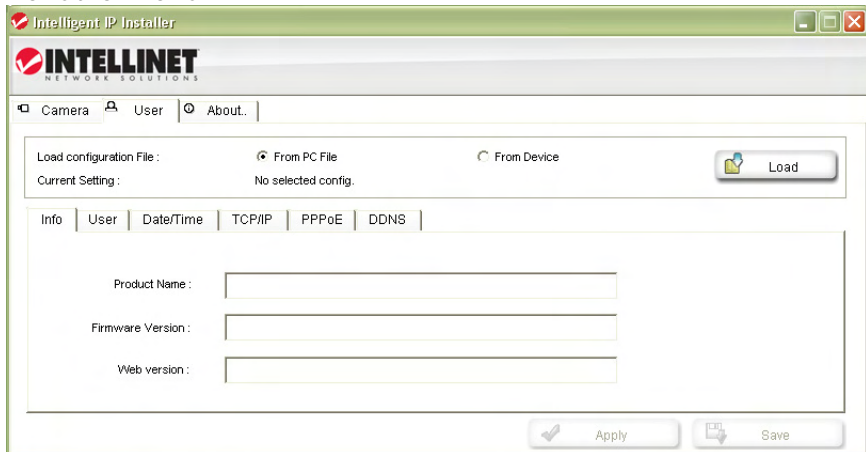 Intelligent IP Installer
INTELLINET
NETWORK SOLUTIONS
Camera User About..
Load configuration File : From PC File From Device Load
Current Setting : No selected config.
Info User Date/Time TCP/IP PPPoE DDNS
Product Name :
Firmware Version :
Web version :
Apply Save